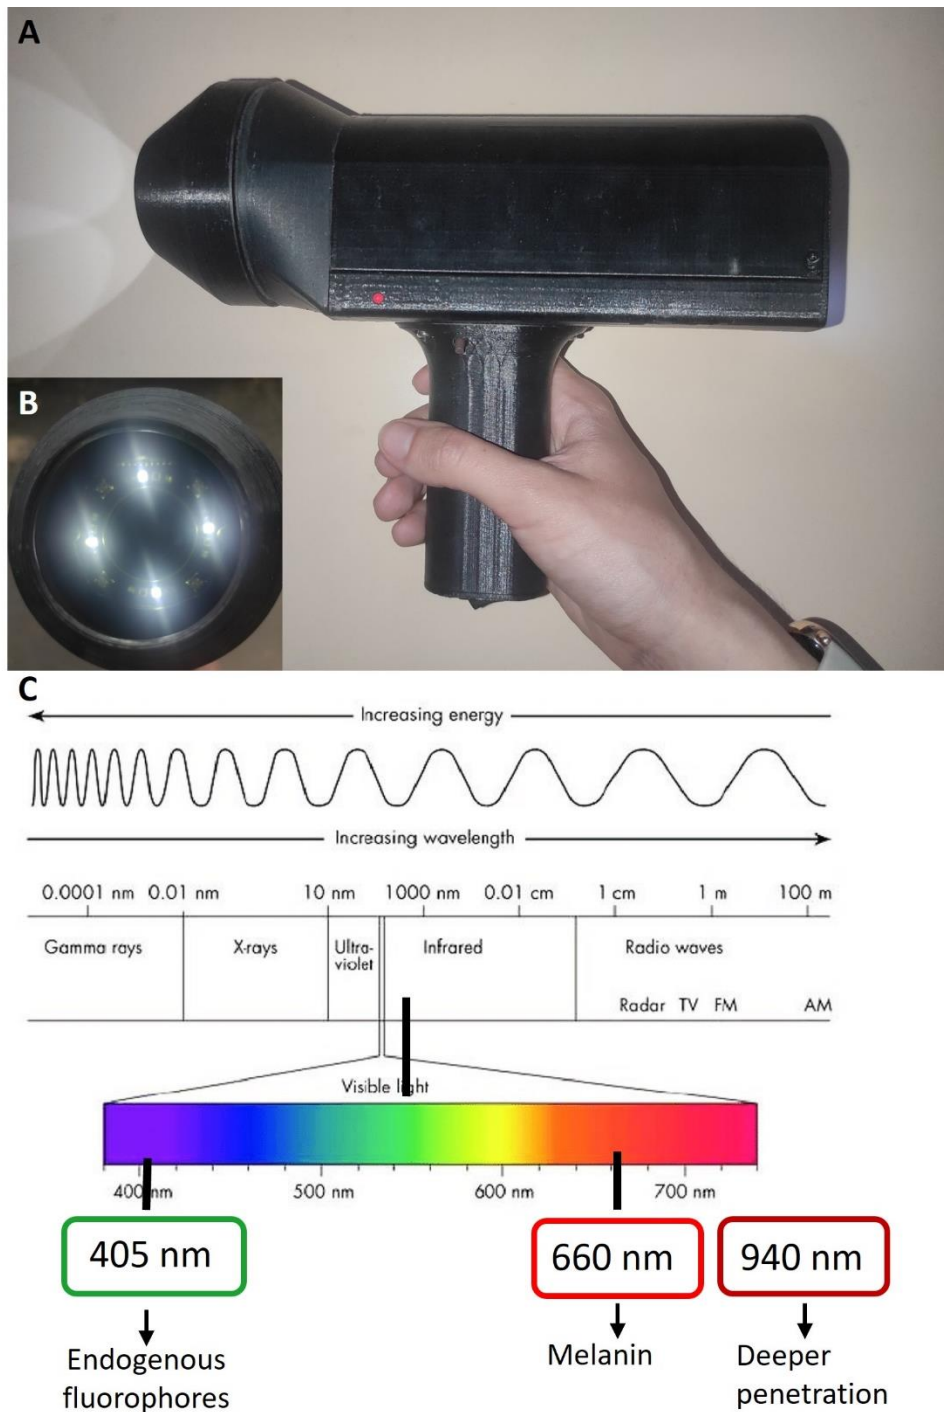 A
B
C
Increasing energy
Increasing wavelength
0.0001 nm 0.01 nm 10 nm 1000 nm 0.01 cm 1 cm 1 m 100 m
Gamma rays X-rays Ultra-
violet Infrared Radio waves
Radar TV FM AM
Visible light
400 nm 500 nm 600 nm 700 nm
405 nm 660 nm 940 nm
Endogenous
fluorophores
Melanin
Deeper
penetration